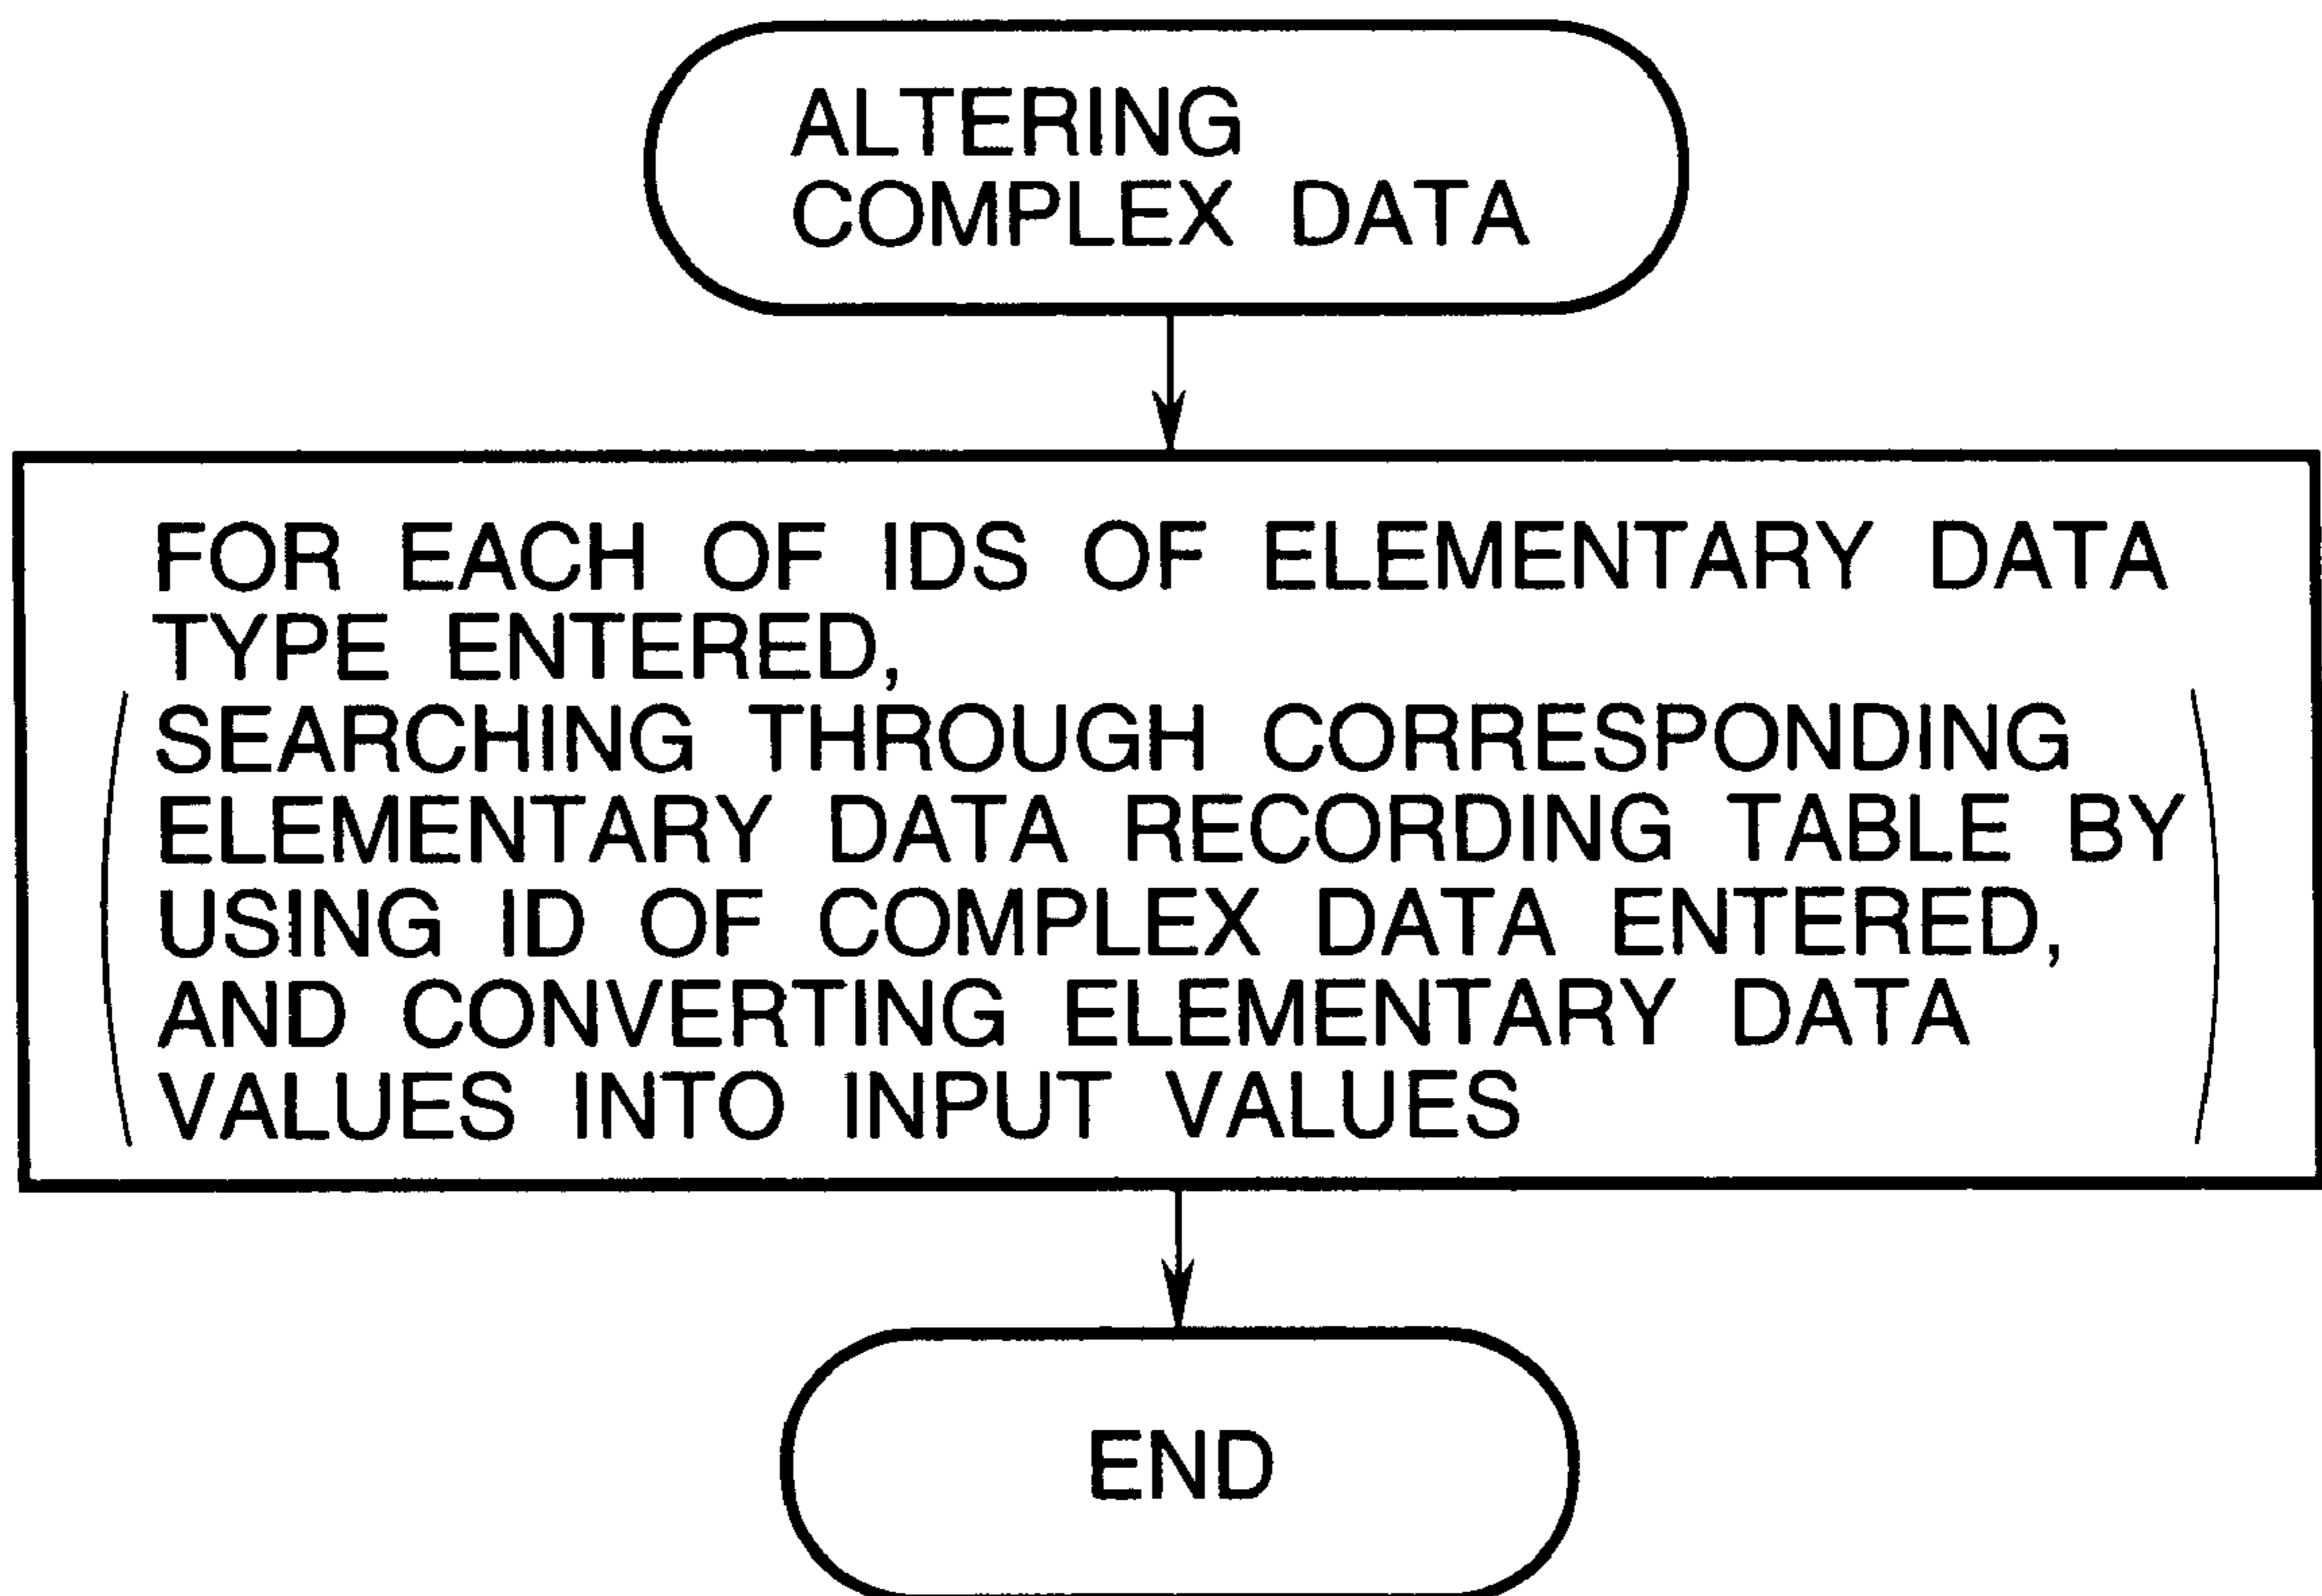 ALTERING
COMPLEX DATA
FOR EACH OF IDS OF ELEMENTARY DATA
TYPE ENTERED,
SEARCHING THROUGH CORRESPONDING
ELEMENTARY DATA RECORDING TABLE BY
USING ID OF COMPLEX DATA ENTERED,
AND CONVERTING ELEMENTARY DATA
VALUES INTO INPUT VALUES
END